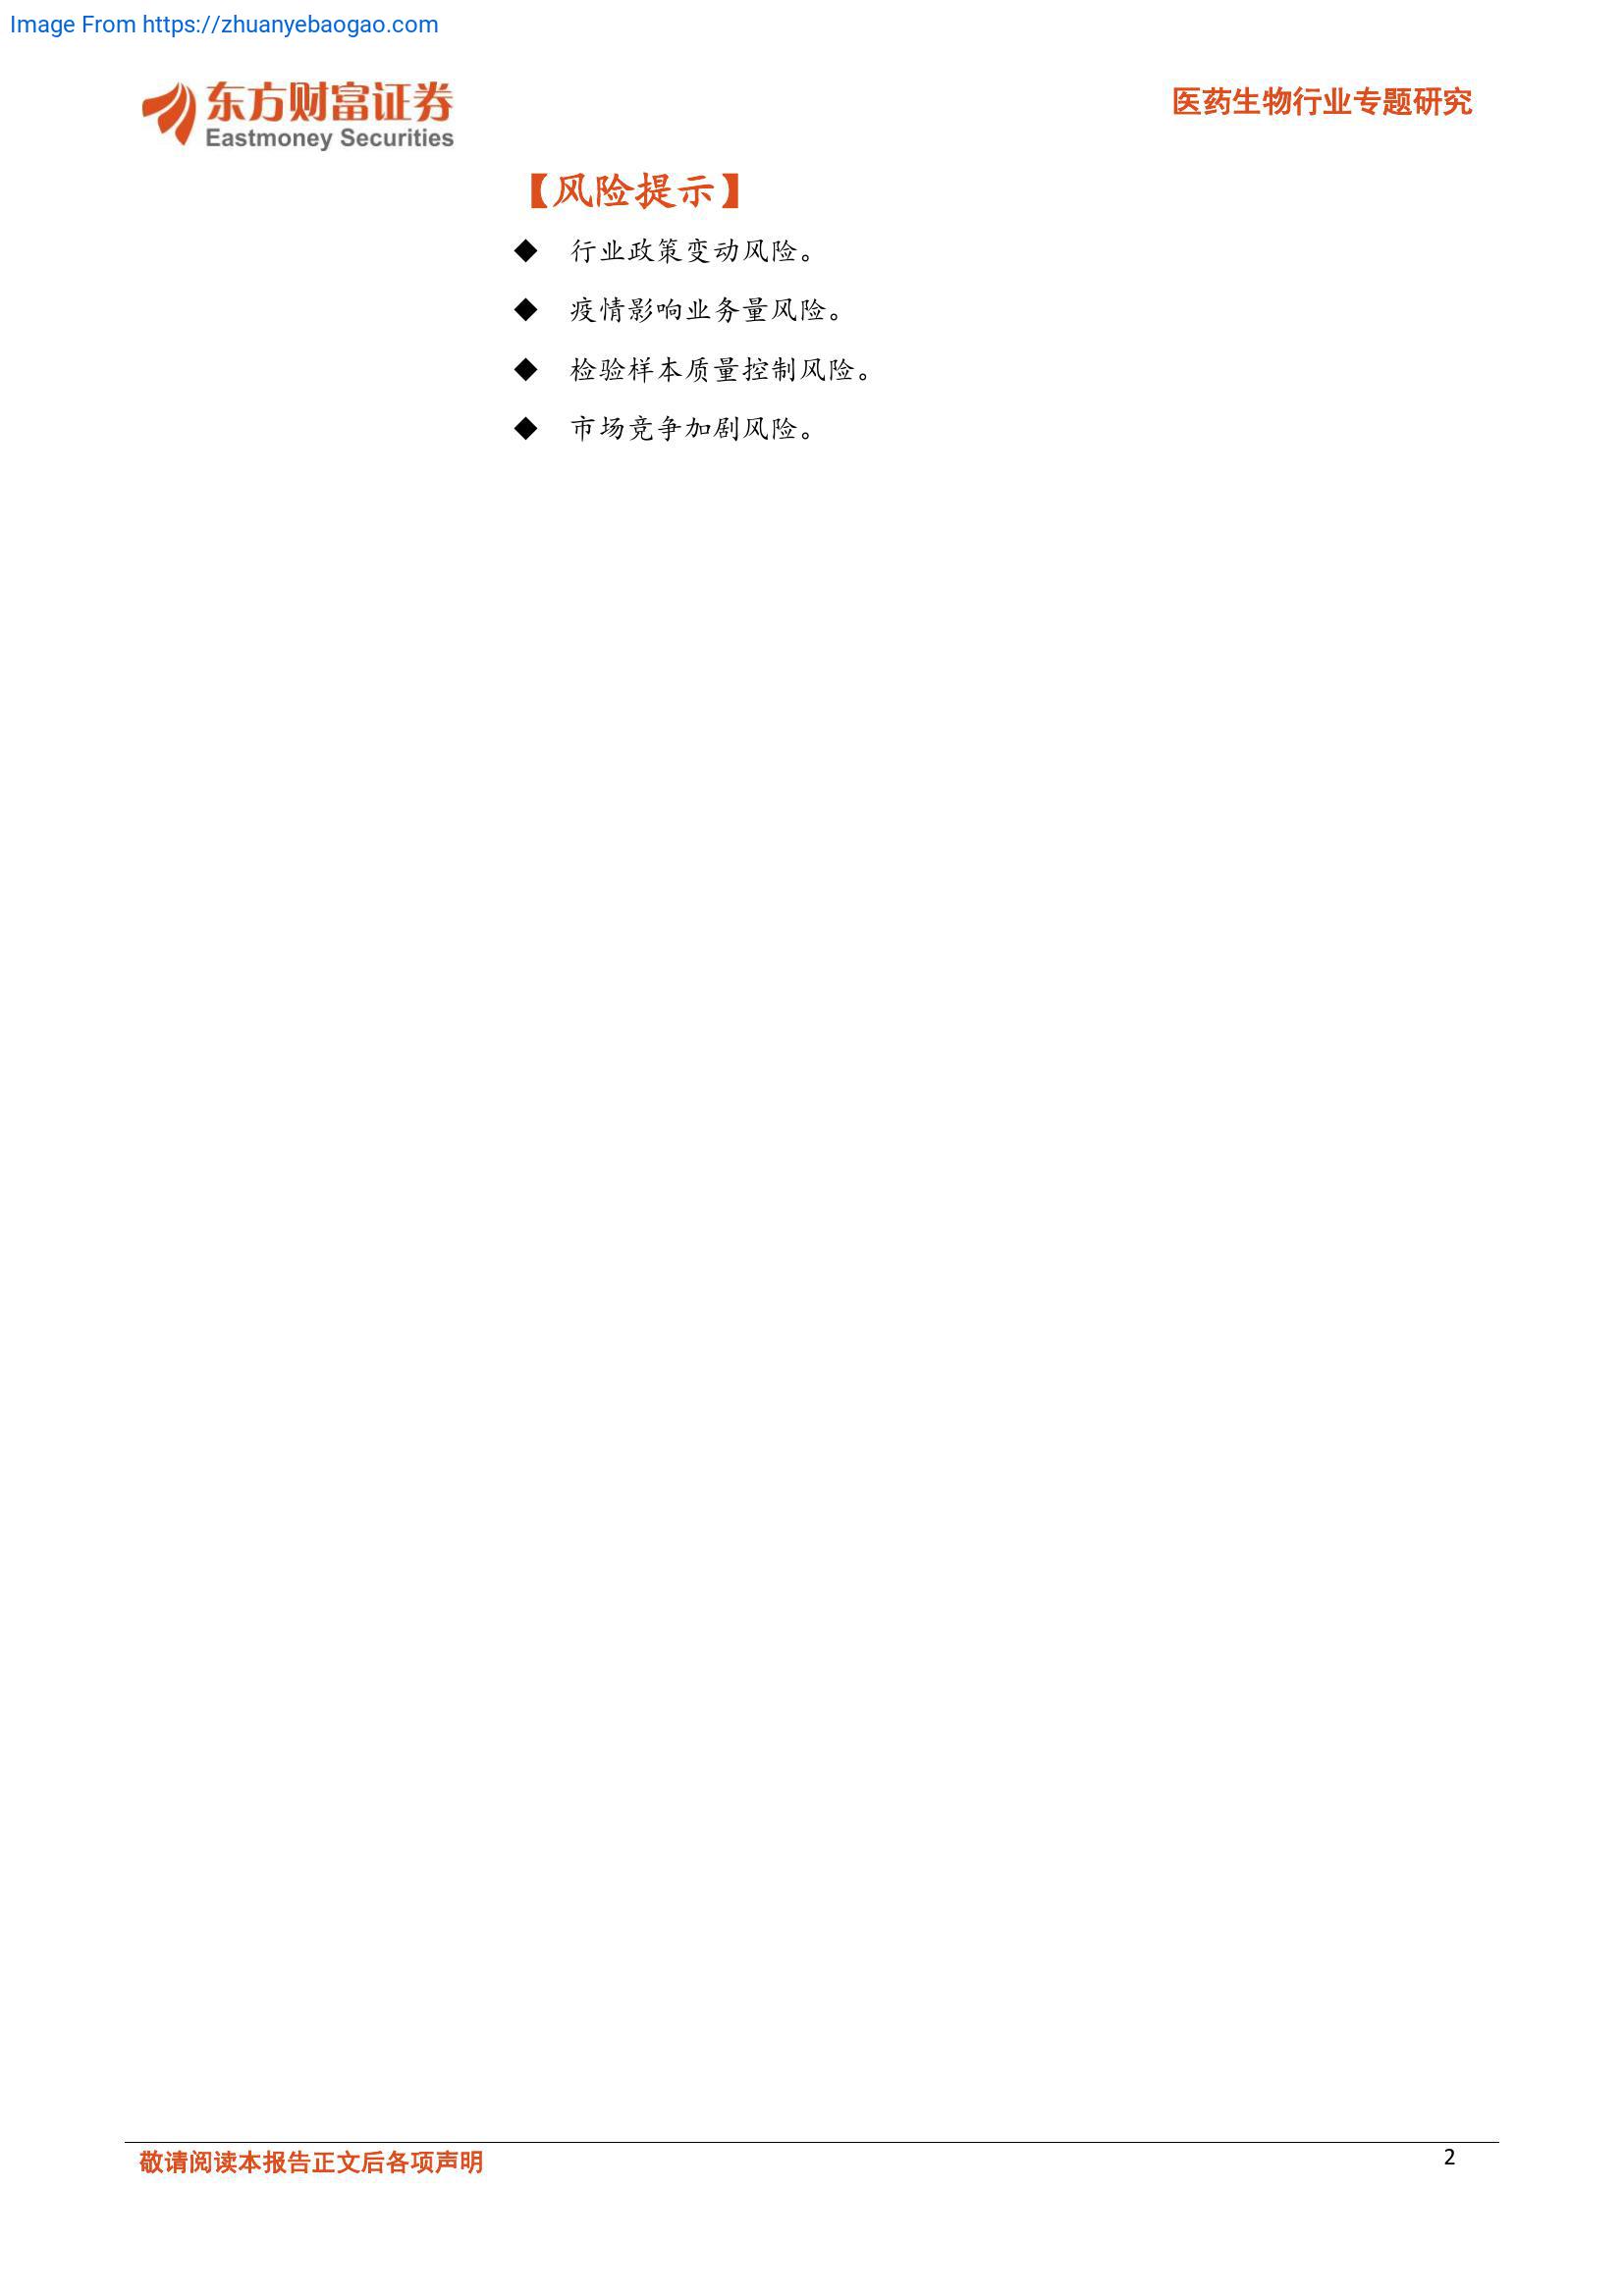 Image From https://zhuanyebaogao.com
东方财富证券
Eastmoney Securities
医药生物行业专题研究
【风险提示】
◆ 行业政策变动风险。
◆ 疫情影响业务量风险。
◆ 检验样本质量控制风险。
◆ 市场竞争加剧风险。
敬请阅读本报告正文后各项声明
2